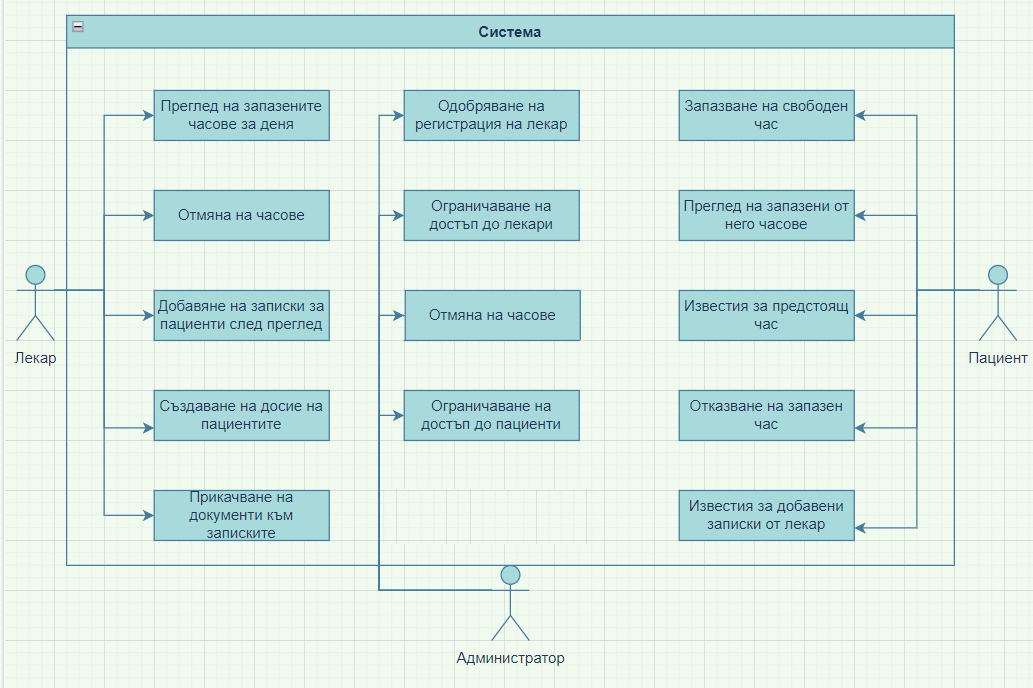 Система
Преглед на запазените
часове за деня
Отмяна на часове
Добавяне на записки за
пациенти след преглед
Създаване на досие на
пациентите
Прикачване на
документи към
записките
Одобряване на
регистрация на лекар
Ограничаване на
достъп до лекари
Отмяна на часове
Ограничаване на
достъп до пациенти
Запазване на свободен
час
Преглед на запазени от
него часове
Известия за предстоящ
час
Отказване на запазен
час
Известия за добавени
записки от лекар
Лекар
Пациент
Администратор